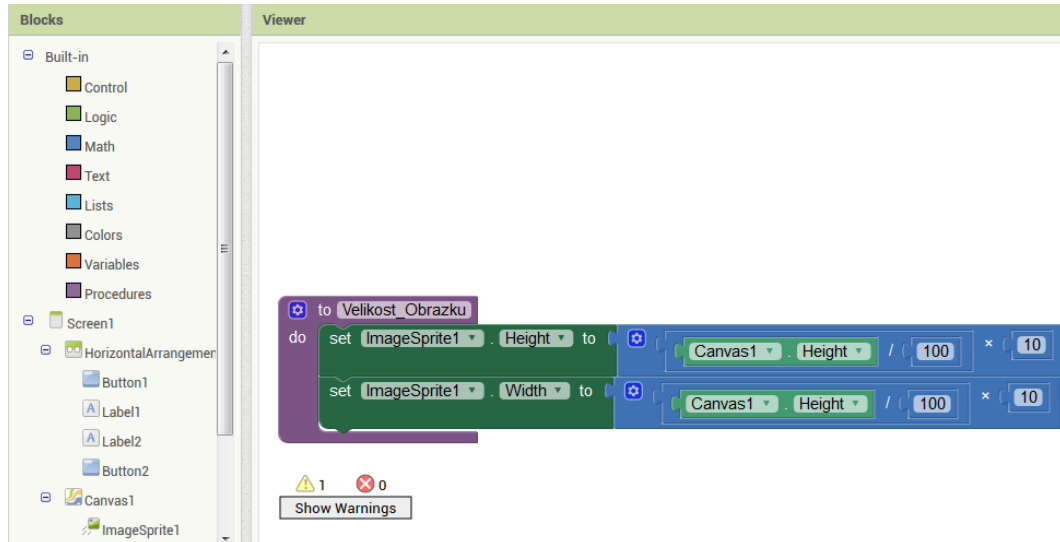 Blocks
Viewer
Built-in
Control
Logic
Math
Text
Lists
Colors
Variables
Procedures
Screen1
HorizontalArrangemen
Button1
Label1
Label2
Button2
Canvas1
ImageSprite1
to Velikost_Obrazku
do set ImageSprite1 . Height to Canvas1 . Height / 100 × 10
set ImageSprite1 . Width to Canvas1 . Height / 100 × 10
1 0
Show Warnings